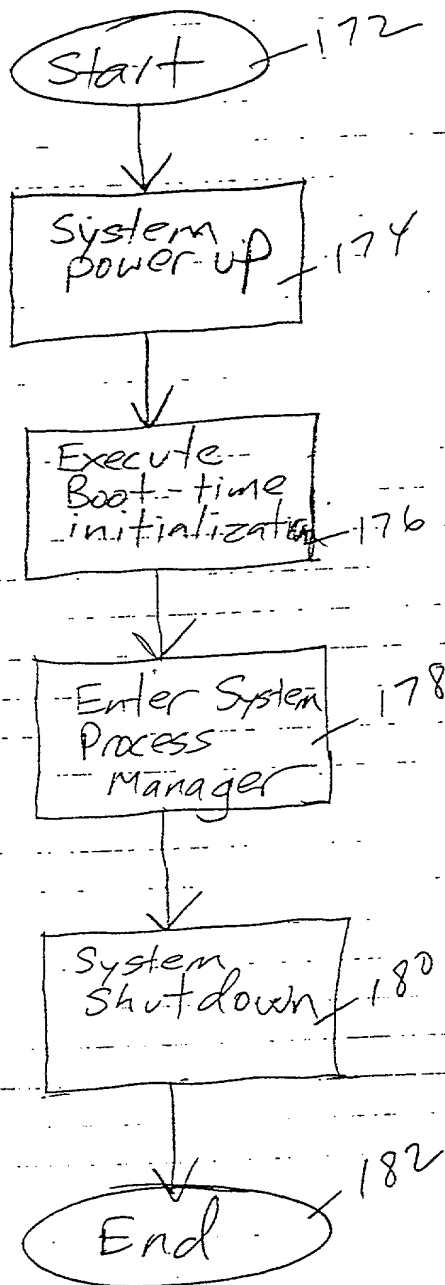 Start
172
System
power-up
174
Execute
Boot-time
initialization
176
Enter System
Process
Manager
178
System
Shutdown
180
End
182